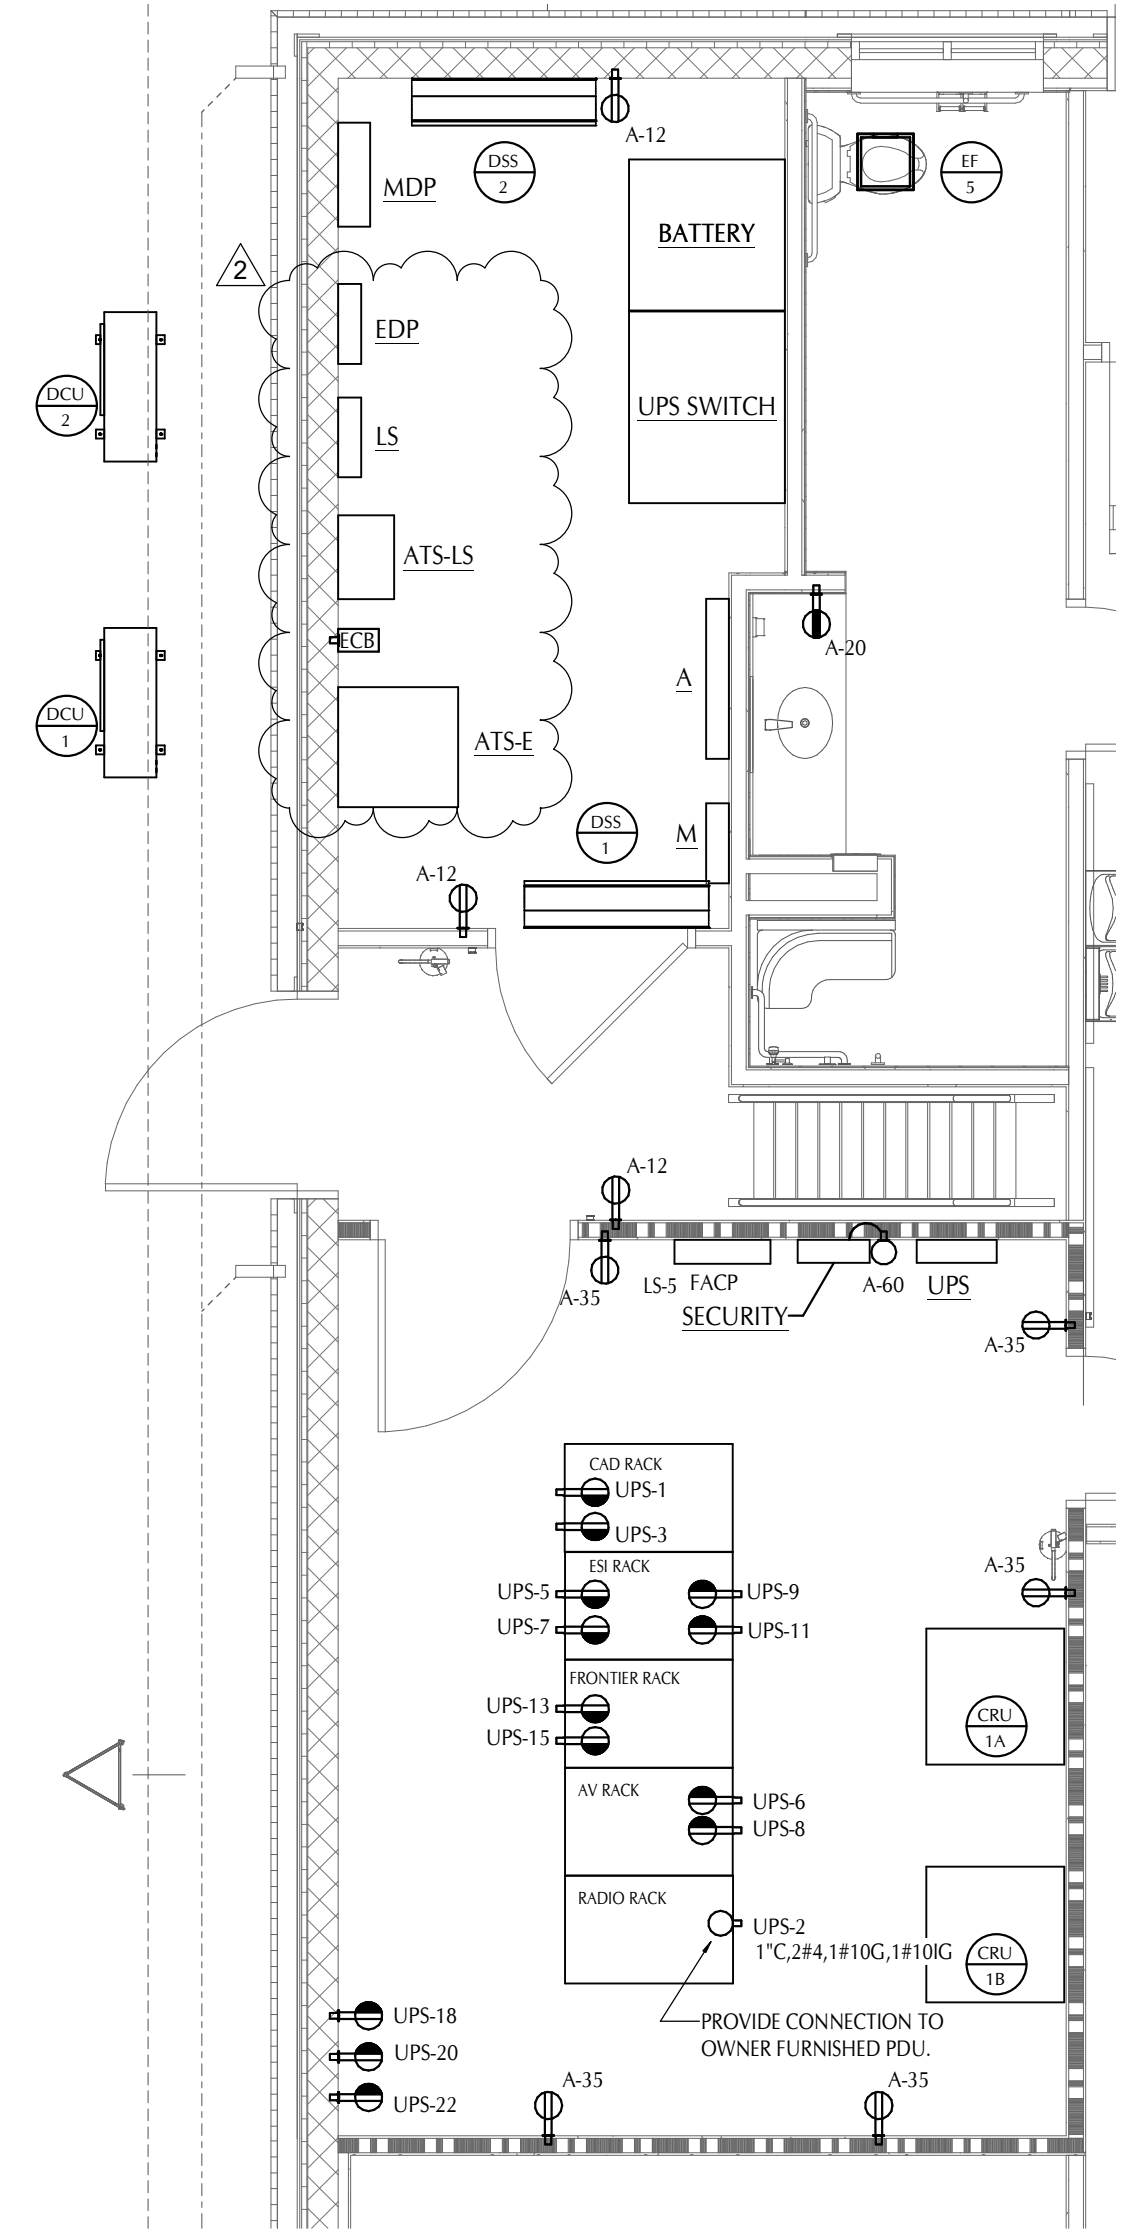 A-12
DSS
2
EF
5
MDP
BATTERY
2
EDP
DCU
2
UPS SWITCH
LS
ATS-LS
ECB
A-20
A
DCU
1
ATS-E
DSS
1
M
A-12
A-12
A-35
LS-5 FACP
A-60
UPS
SECURITY
A-35
CAD RACK
UPS-1
UPS-3
ESI RACK
A-35
UPS-5
UPS-9
UPS-7
UPS-11
FRONTIER RACK
UPS-13
UPS-15
CRU
1A
AV RACK
UPS-6
UPS-8
RADIO RACK
UPS-2
1"C,2#4,1#10G,1#10IG
CRU
1B
PROVIDE CONNECTION TO
OWNER FURNISHED PDU.
UPS-18
UPS-20
UPS-22
A-35
A-35